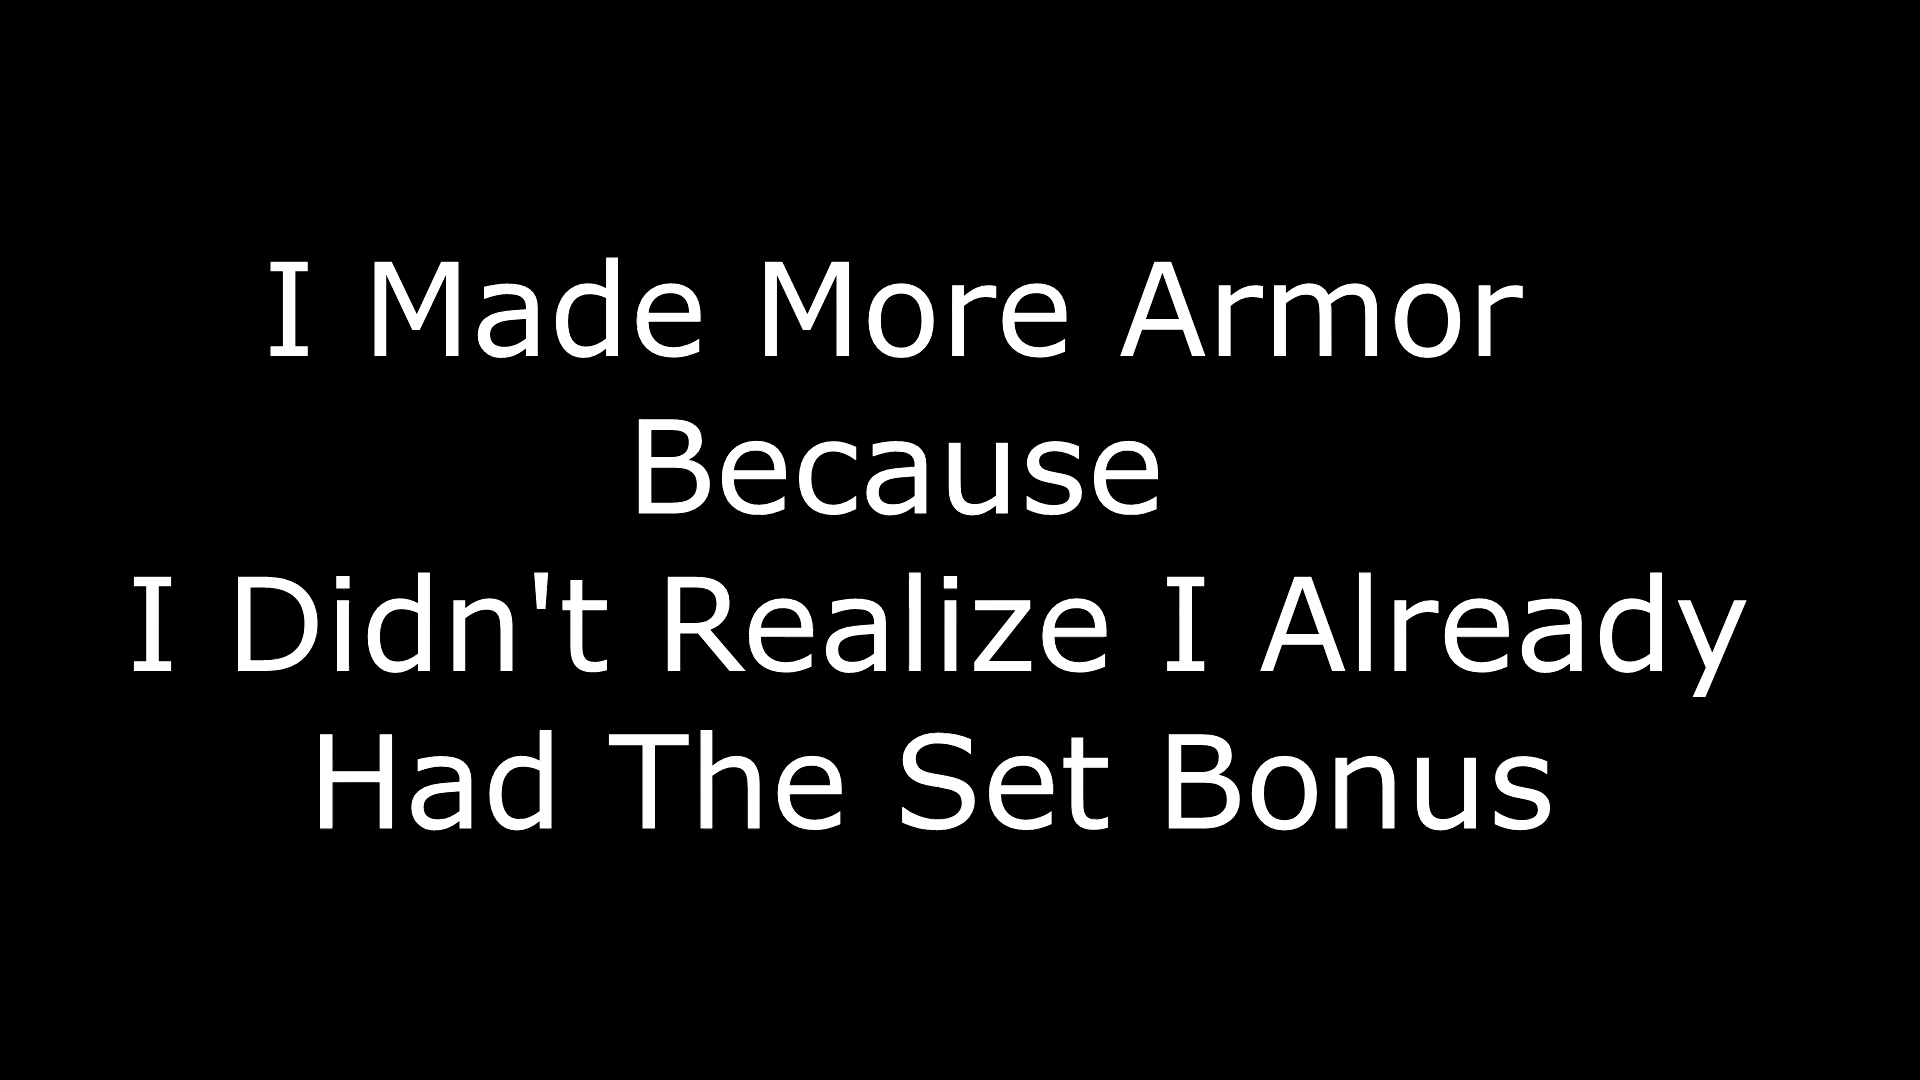 I Made More Armor
Because
I Didn't Realize I Already
Had The Set Bonus